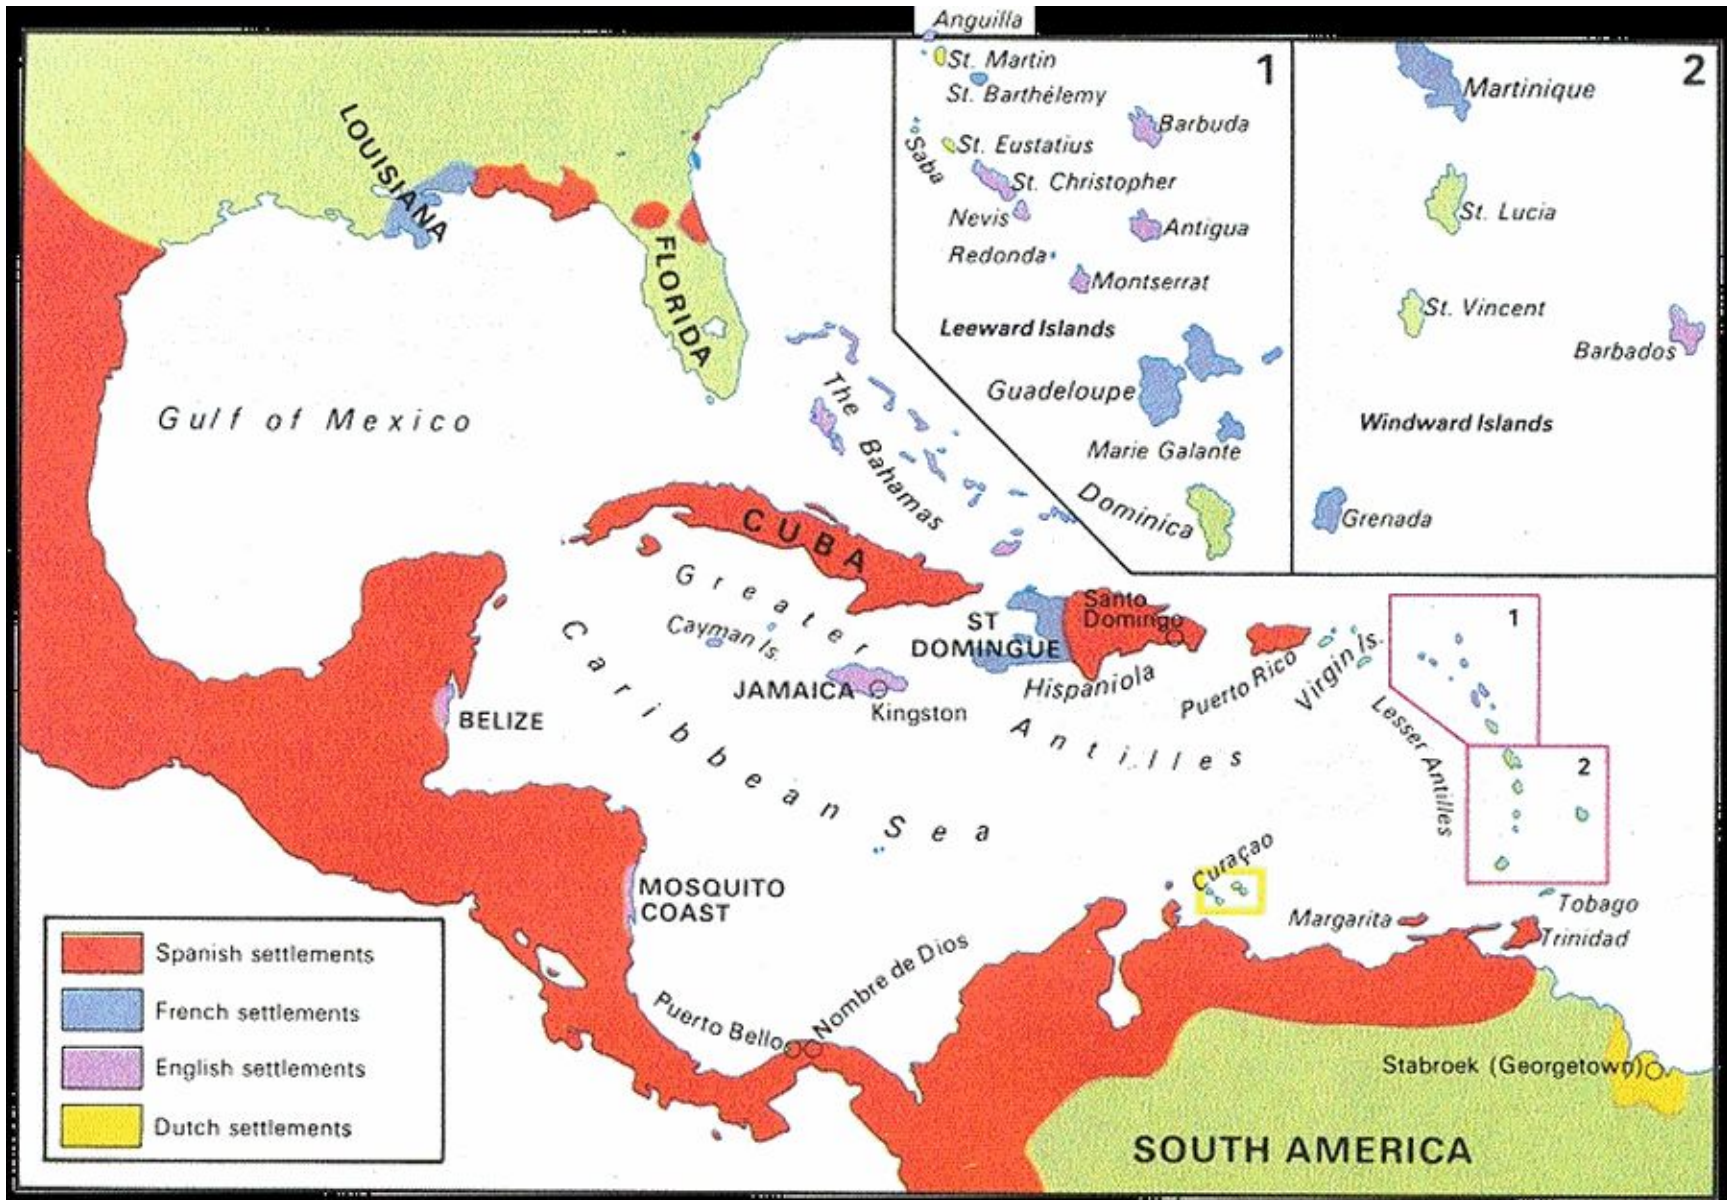 Anguilla
St. Martin
St. Barthélemy
Saba
St. Eustatius
Barbuda
St. Christopher
Nevis
Antigua
Redonda
Montserrat
Leeward Islands
Guadeloupe
Marie Galante
Dominica
1
2
Martinique
St. Lucia
St. Vincent
Barbados
Windward Islands
Grenada
LOUISIANA
FLORIDA
Gulf of Mexico
The Bahamas
CUBA
Greater
Antilles
Cayman Is.
JAMAICA
Kingston
ST
DOMINGUE
Santo
Domingo
Hispaniola
Puerto Rico
Virgin Is.
Lesser Antilles
1
2
BELIZE
Caribbean Sea
MOSQUITO
COAST
Curaçao
Margarita
Tobago
Trinidad
Puerto Bello
Nombre de Dios
Stabroek (Georgetown)
SOUTH AMERICA
Spanish settlements
French settlements
English settlements
Dutch settlements